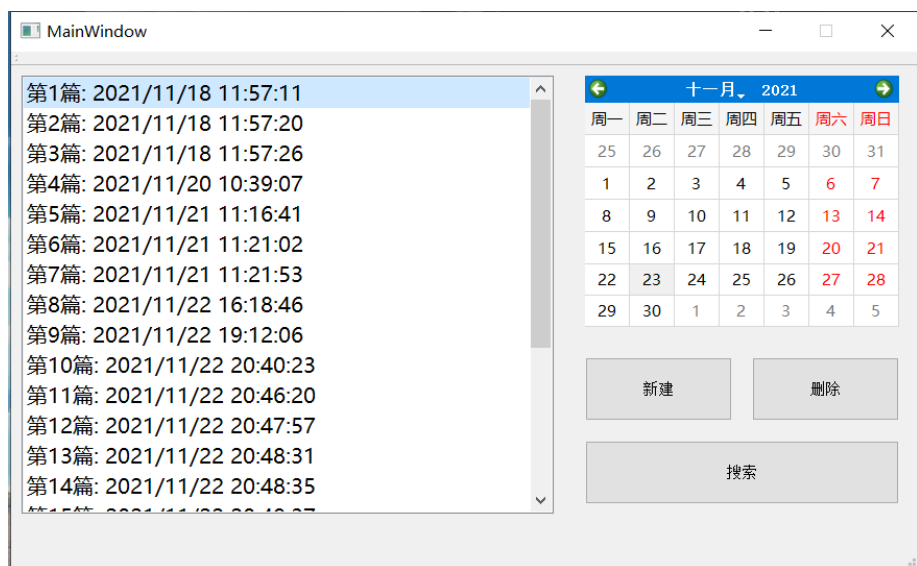 MainWindow
第1篇: 2021/11/18 11:57:11
第2篇: 2021/11/18 11:57:20
第3篇: 2021/11/18 11:57:26
第4篇: 2021/11/20 10:39:07
第5篇: 2021/11/21 11:16:41
第6篇: 2021/11/21 11:21:02
第7篇: 2021/11/21 11:21:53
第8篇: 2021/11/22 16:18:46
第9篇: 2021/11/22 19:12:06
第10篇: 2021/11/22 20:40:23
第11篇: 2021/11/22 20:46:20
第12篇: 2021/11/22 20:47:57
第13篇: 2021/11/22 20:48:31
第14篇: 2021/11/22 20:48:35
十一月 2021
周一 周二 周三 周四 周五 周六 周日
25 26 27 28 29 30 31
1 2 3 4 5 6 7
8 9 10 11 12 13 14
15 16 17 18 19 20 21
22 23 24 25 26 27 28
29 30 1 2 3 4 5
新建 删除
搜索